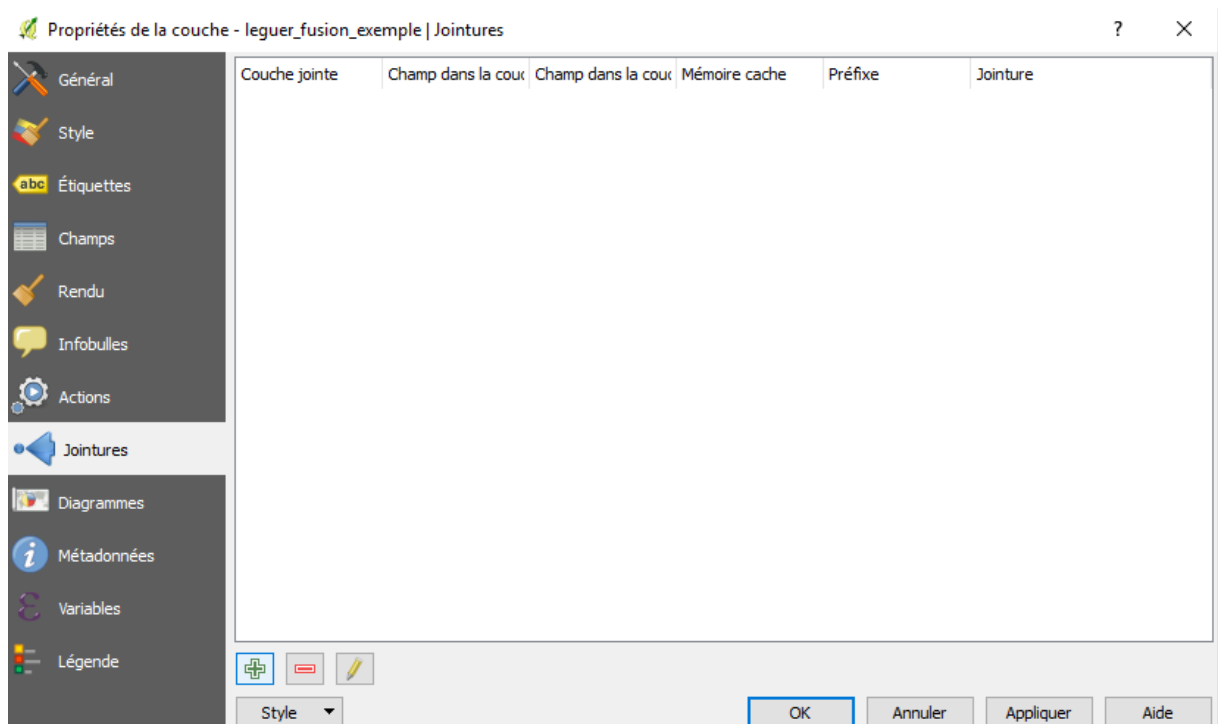 Propriétés de la couche - leguer_fusion_exemple | Jointures
?
Général
Style
abc Étiquettes
Champs
Rendu
Infobulles
Actions
Jointures
Diagrammes
Métadonnées
Variables
Légende
Couche jointe Champ dans la couc Champ dans la couc Mémoire cache Préfixe Jointure
Style
OK Annuler Appliquer Aide